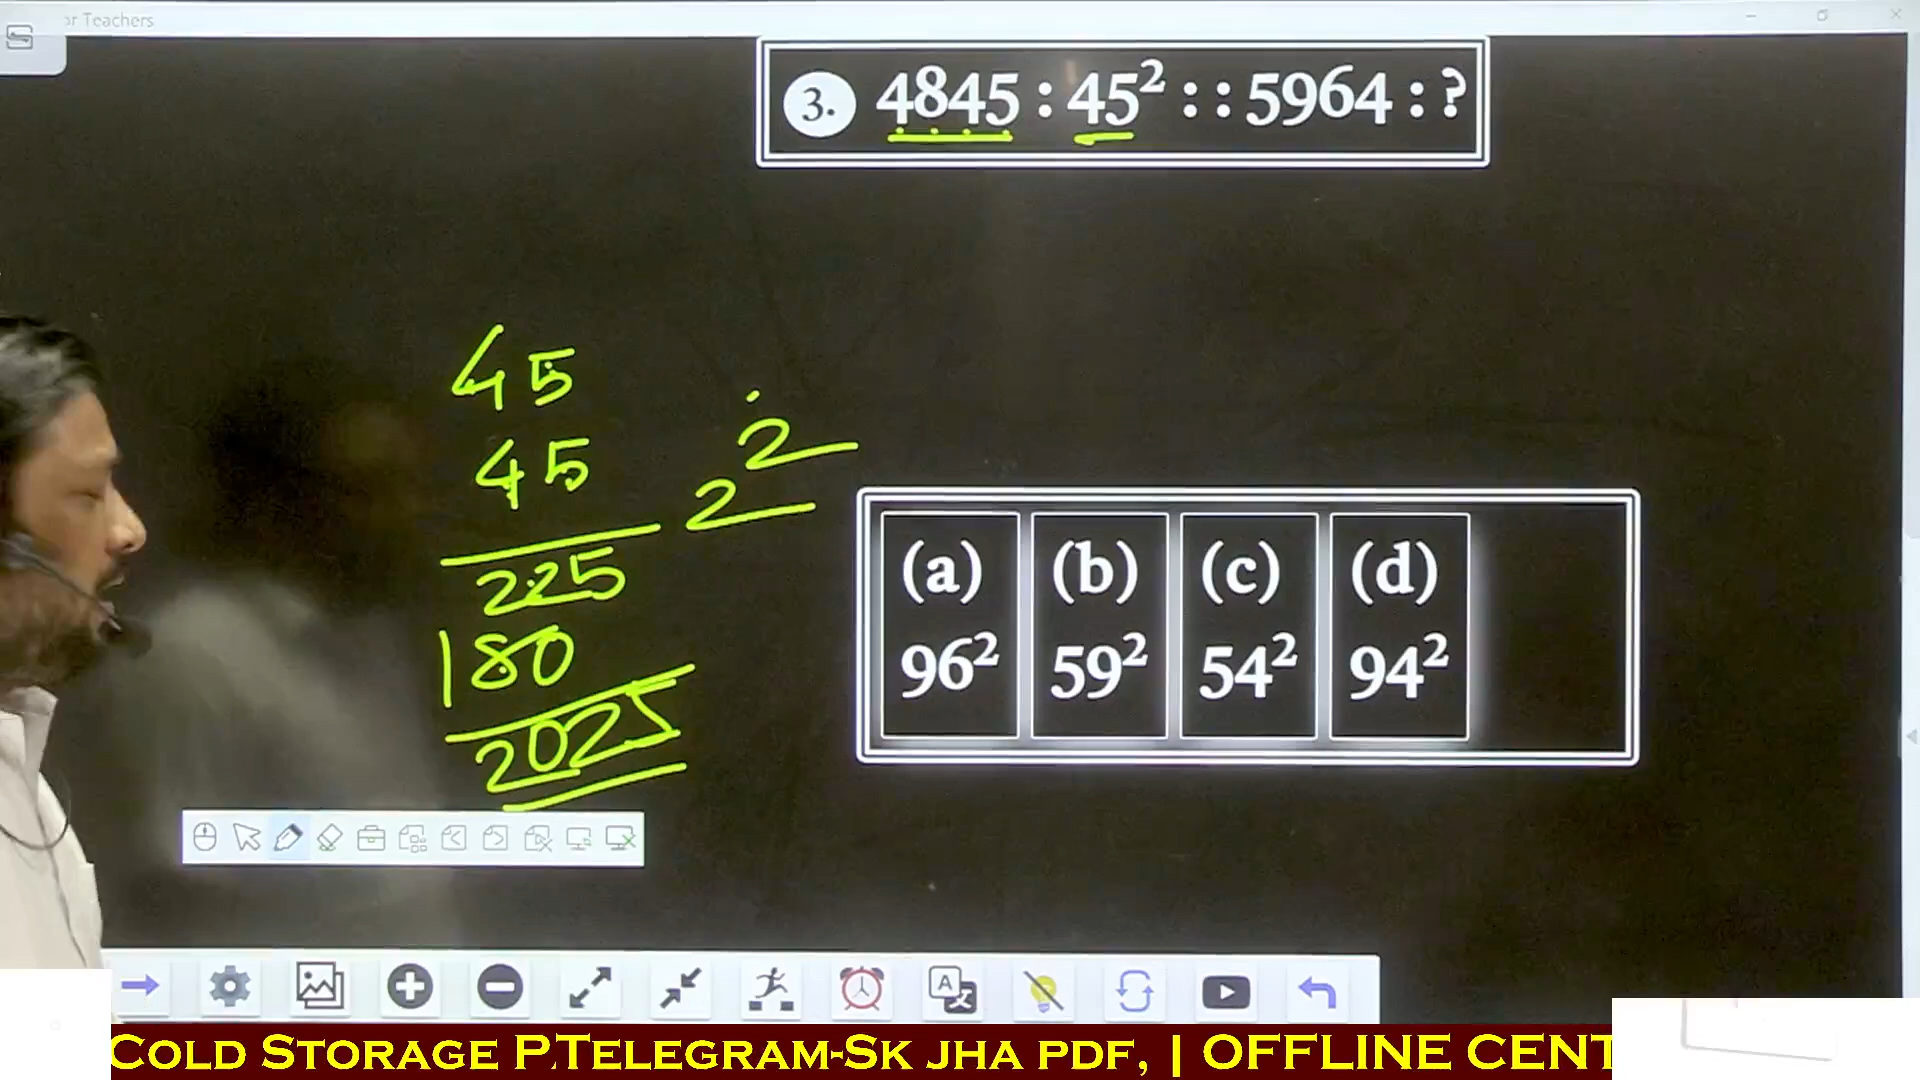 or Teachers
3. 4845 : 45² : : 5964 : ?
45
45
2
2
225
180
2025
(a) (b) (c) (d)
96² 59² 54² 94²
COLD STORAGE P.TELEGRAM-SK JHA PDF, | OFFLINE CENT